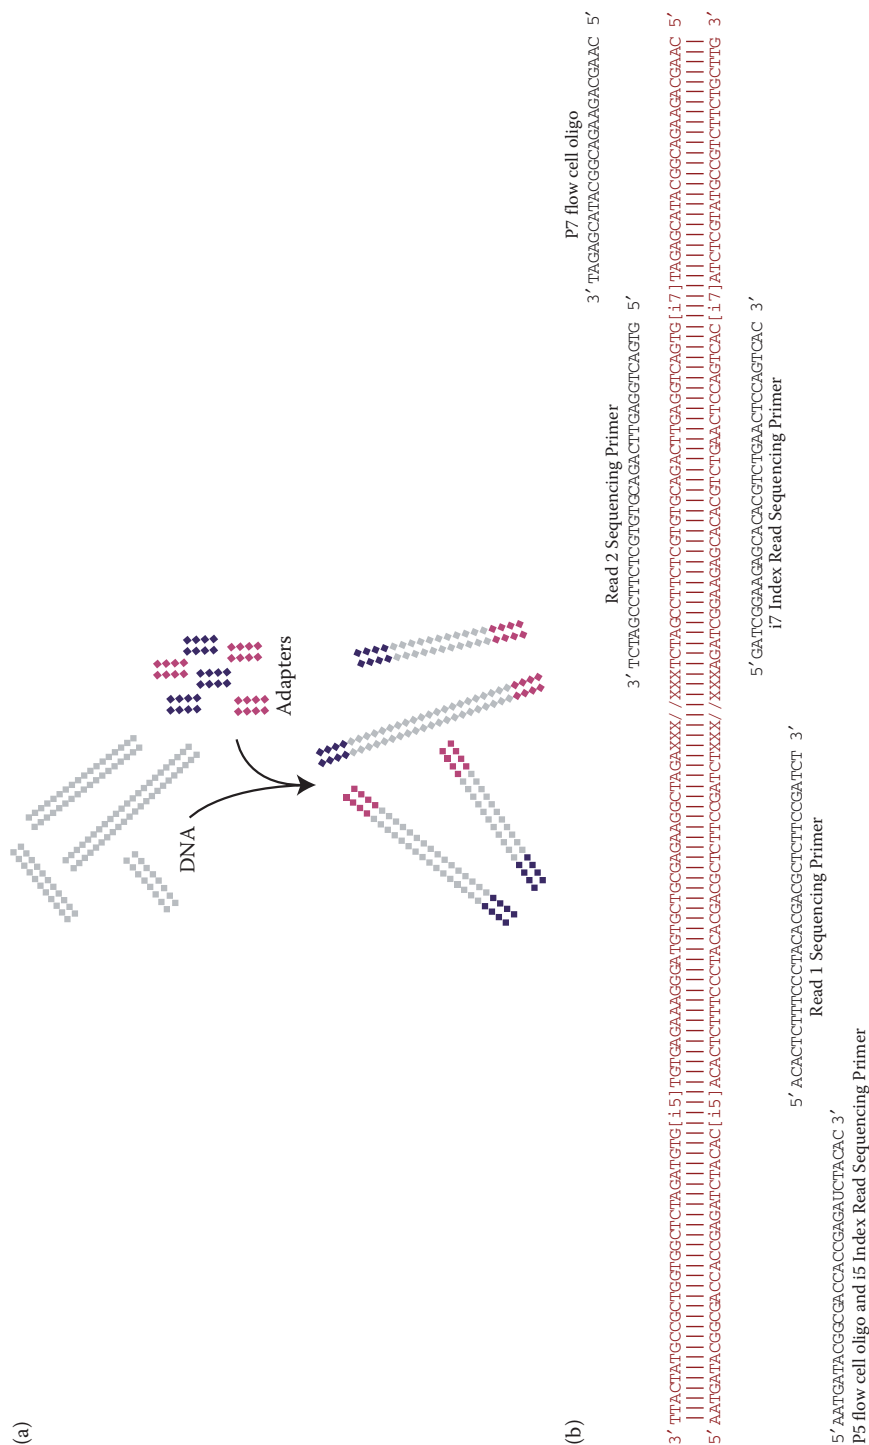 (a)
DNA
Adapters
(b)
P7 flow cell oligo
3′ TAGAGCATACGGCAGAAGACGAAC 5′
Read 2 Sequencing Primer
3′ TCTAGCCTTCTCGTGTGCAGACTTGAGGTCAGTG 5′
3′ TTACTATGCCGCTGGTGGCTCTAGATGTG[i5]TGTGAGAAAGGGATGTGCTGCGAGAAGGCTAGAXXX/ /XXXTCTAGCCTTCTCGTGTGCAGACTTGAGGTCAGTG[i7]TAGAGCATACGGCAGAAGACGAAC 5′
5′ AATGATACGGCGACCACCGAGATCTACAC[i5]ACACTCTTTCCCTACACGACGCTCTTCCGATCTXXX/ /XXXAGATCGGAAGAGCACACGTCTGAACTCCAGTCAC[i7]ATCTCGTATGCCGTCTTCTGCTTG 3′
5′ GATCGGAAGAGCACACGTCTGAACTCCAGTCAC 3′
i7 Index Read Sequencing Primer
5′ ACACTCTTTCCCTACACGACGCTCTTCCGATCT 3′
Read 1 Sequencing Primer
5′ AATGATACGGCGACCACCGAGAUCTACAC 3′
P5 flow cell oligo and i5 Index Read Sequencing Primer